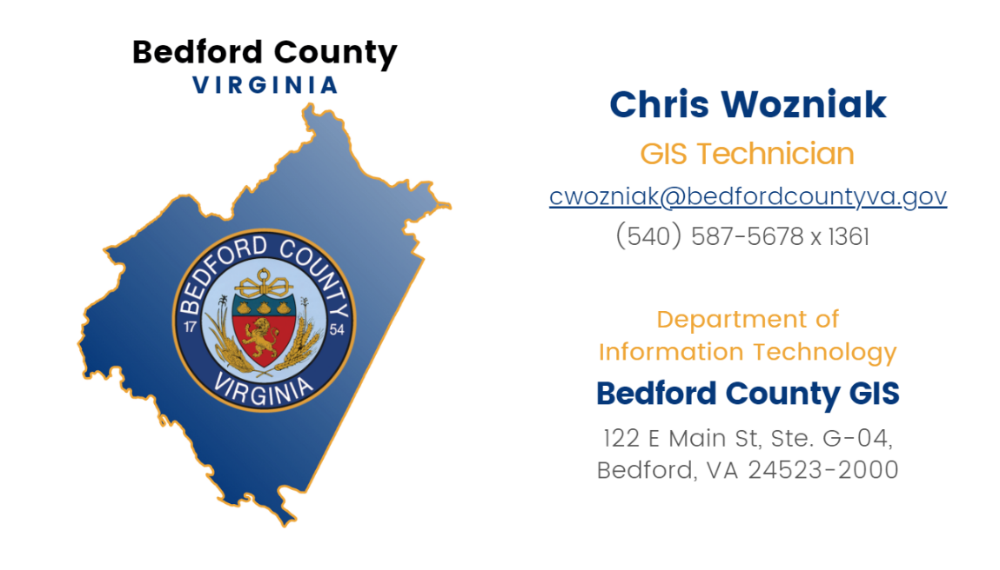 Bedford County
VIRGINIA
BEDFORD COUNTY
17 54
VIRGINIA
Chris Wozniak
GIS Technician
cwozniak@bedfordcountyva.gov
(540) 587-5678 x 1361
Department of
Information Technology
Bedford County GIS
122 E Main St, Ste. G-04,
Bedford, VA 24523-2000